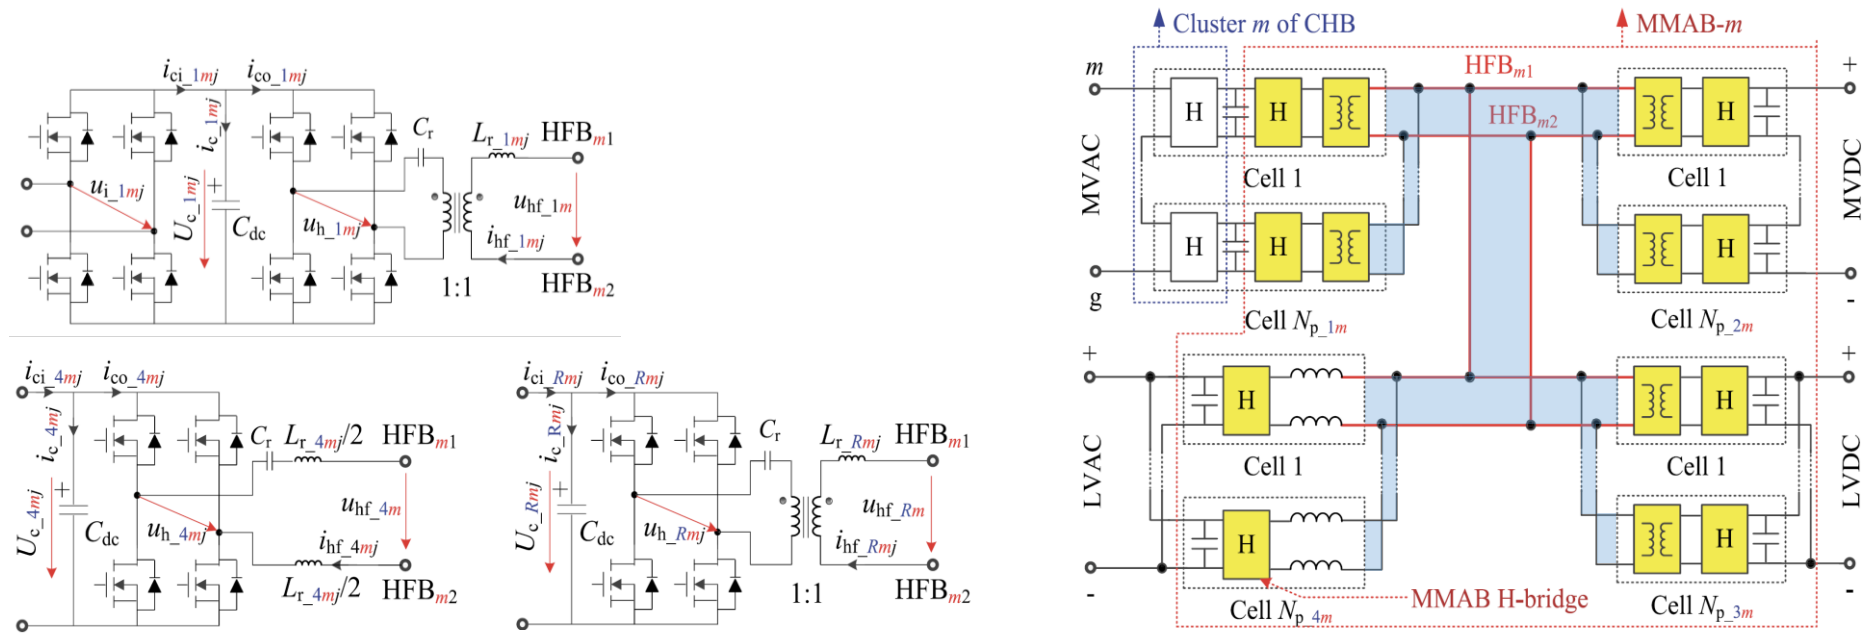 i_ci_1mj i_co_1mj
i_c_1mj
u_i_1mj
U_c_1mj
+
C_dc
u_h_1mj
C_r
L_r_1mj
HFB_m1
u_hf_1m
i_hf_1mj
1:1
HFB_m2
i_ci_4mj i_co_4mj
i_c_4mj
U_c_4mj
+
C_dc
u_h_4mj
C_r
L_r_4mj/2
HFB_m1
u_hf_4m
i_hf_4mj
L_r_4mj/2
HFB_m2
i_ci_Rmj i_co_Rmj
i_c_Rmj
U_c_Rmj
+
C_dc
u_h_Rmj
C_r
L_r_Rmj
HFB_m1
u_hf_Rm
i_hf_Rmj
1:1
HFB_m2
Cluster m of CHB
MMAB-m
m
MVAC
g
H H
Cell 1
H H
Cell N_p_1m
HFB_m1
HFB_m2
H
Cell 1
H
Cell N_p_2m
+
MVDC
-
+
LVAC
-
H
Cell 1
H
Cell N_p_4m
MMAB H-bridge
H
Cell 1
H
Cell N_p_3m
+
LVDC
-